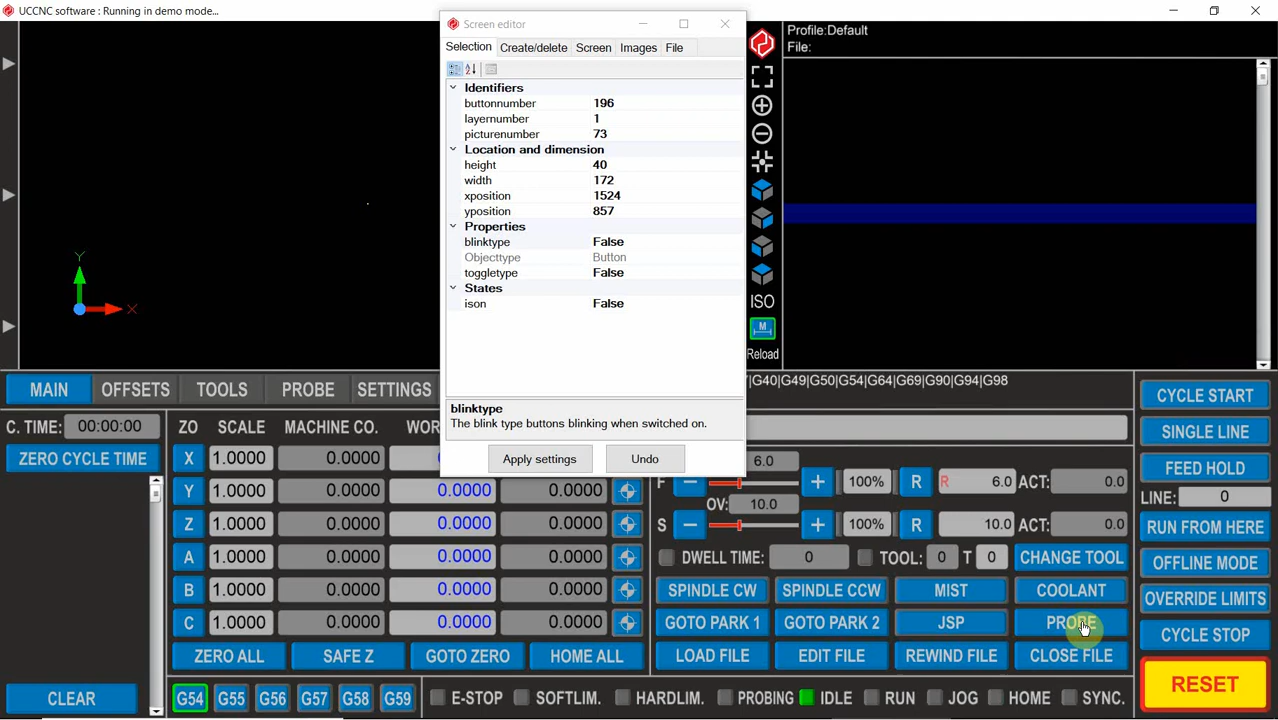 UCCNC software : Running in demo mode...
Screen editor
Selection
Create/delete
Screen
Images
File
Identifiers
buttonnumber 196
layernumber 1
picturenumber 73
Location and dimension
height 40
width 172
xposition 1524
yposition 857
Properties
blinktype False
Objecttype Button
toggletype False
States
ison False
blinktype
The blink type buttons blinking when switched on.
Apply settings
Undo
Profile:Default
File:
Y
X
ISO
M
Reload
|G40|G49|G50|G54|G64|G69|G90|G94|G98
MAIN
OFFSETS
TOOLS
PROBE
SETTINGS
C. TIME: 00:00:00
ZERO CYCLE TIME
ZO SCALE MACHINE CO. WOR
X 1.0000 0.0000
Y 1.0000 0.0000 0.0000 0.0000
Z 1.0000 0.0000 0.0000 0.0000
A 1.0000 0.0000 0.0000 0.0000
B 1.0000 0.0000 0.0000 0.0000
C 1.0000 0.0000 0.0000 0.0000
ZERO ALL
SAFE Z
GOTO ZERO
HOME ALL
CLEAR
G54 G55 G56 G57 G58 G59
6.0
F − + 100% R R 6.0 ACT: 0.0
OV: 10.0
S − + 100% R 10.0 ACT: 0.0
DWELL TIME: 0 TOOL: 0 T 0 CHANGE TOOL
SPINDLE CW SPINDLE CCW MIST COOLANT
GOTO PARK 1 GOTO PARK 2 JSP PROBE
LOAD FILE EDIT FILE REWIND FILE CLOSE FILE
E-STOP SOFTLIM. HARDLIM. PROBING IDLE RUN JOG HOME SYNC.
CYCLE START
SINGLE LINE
FEED HOLD
LINE: 0
RUN FROM HERE
OFFLINE MODE
OVERRIDE LIMITS
CYCLE STOP
RESET